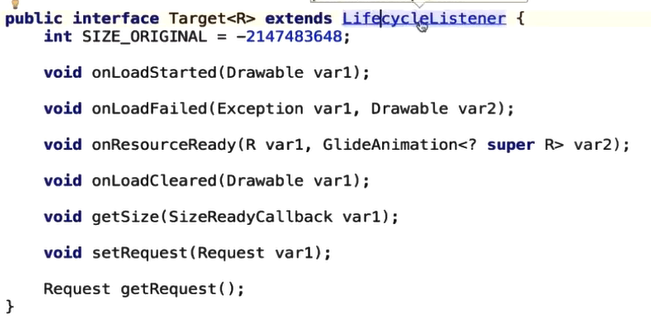 public interface Target<R> extends LifecycleListener {
    int SIZE_ORIGINAL = -2147483648;
    void onLoadStarted(Drawable var1);
    void onLoadFailed(Exception var1, Drawable var2);
    void onResourceReady(R var1, GlideAnimation<? super R> var2);
    void onLoadCleared(Drawable var1);
    void getSize(SizeReadyCallback var1);
    void setRequest(Request var1);
    Request getRequest();
}